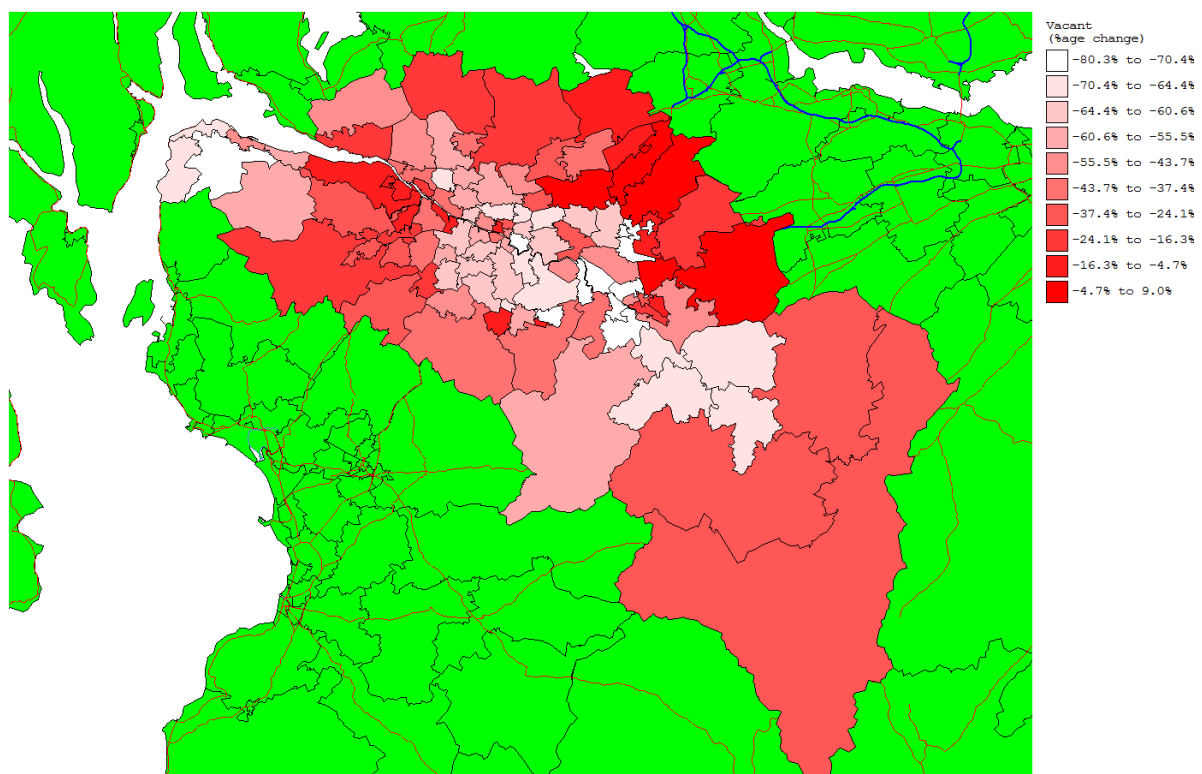 Vacant
(%age change)
-80.3% to -70.4%
-70.4% to -64.4%
-64.4% to -60.6%
-60.6% to -55.5%
-55.5% to -43.7%
-43.7% to -37.4%
-37.4% to -24.1%
-24.1% to -16.3%
-16.3% to -4.7%
-4.7% to 9.0%